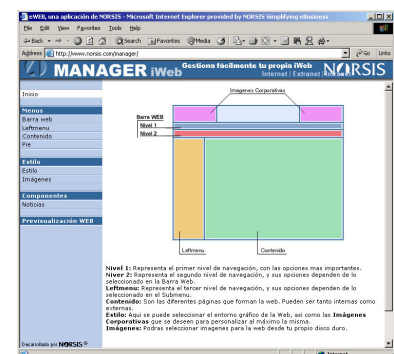 eWEB, una aplicación de NORSIS - Microsoft Internet Explorer provided by NORSIS Simplifying eBusiness
File Edit View Favorites Tools Help
Back Search Favorites Media
Address http://www.norsis.com/manager/ Go Links
MANAGER iWeb
Gestiona fácilmente tu propia iWeb
Internet | Extranet |
NORSIS
Inicio
Menus
Barra web
Leftmenu
Contenido
Pie
Estilo
Estilo
Imágenes
Componentes
Noticias
Previsualización WEB
Desarrollado por NORSIS ®
Imagenes Corporativas
Barra WEB
Nivel 1
Nivel 2
Leftmenu
Contenido
Nivel 1: Representa el primer nivel de navegación, con las opciones mas importantes.
Niver 2: Representa el segundo nivel de navegación, y sus opciones dependen de lo
seleccionado en la Barra Web.
Leftmenu: Representa el tercer nivel de navegación, y sus opciones dependen de lo
seleccionado en el Submenu.
Contenido: Son las diferentes páginas que forman la web. Pueden ser tanto internas como
externas.
Estilo: Aqui se puede seleccionar el entorno gráfico de la Web, asi como las Imágenes
Corporativas que se deseen para personalizar al máximo la misma.
Imágenes: Podras seleccionar imagenes para la web desde tu propio disco duro.
Internet